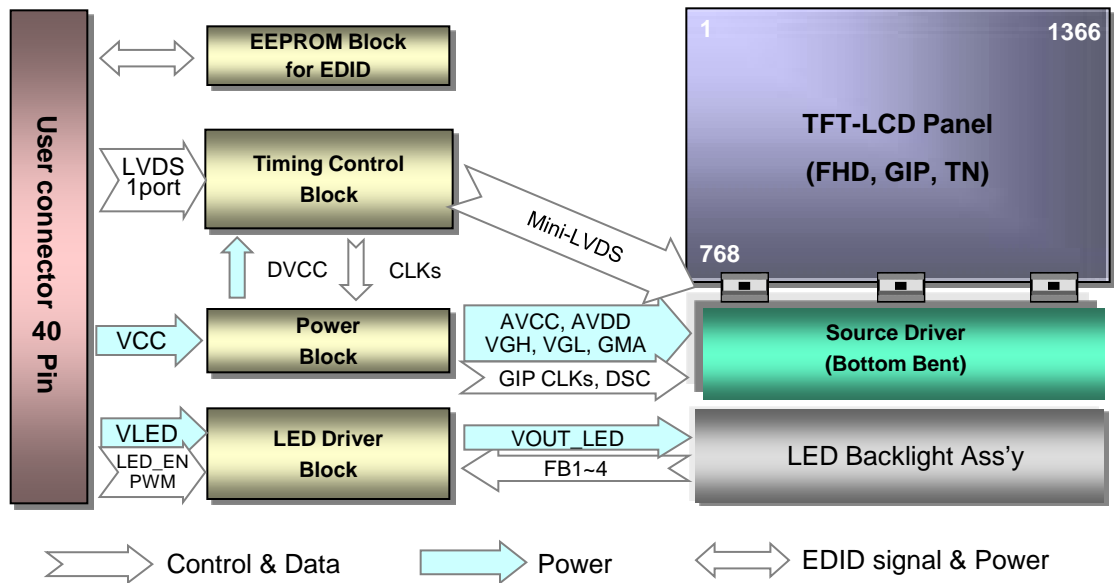 User connector
40 Pin
EEPROM Block
for EDID
LVDS
1port
Timing Control
Block
DVCC
CLKs
Mini-LVDS
1
1366
TFT-LCD Panel
(FHD, GIP, TN)
768
VCC
Power
Block
AVCC, AVDD
VGH, VGL, GMA
GIP CLKs, DSC
Source Driver
(Bottom Bent)
VLED
LED_EN
PWM
LED Driver
Block
VOUT_LED
FB1~4
LED Backlight Ass'y
Control & Data
Power
EDID signal & Power